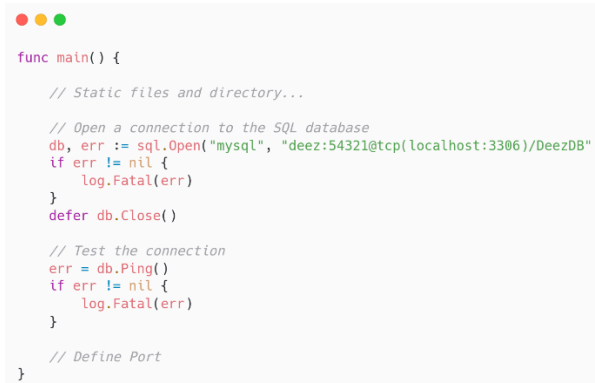 func main() {
// Static files and directory...
// Open a connection to the SQL database
db, err := sql.Open("mysql", "deez:54321@tcp(localhost:3306)/DeezDB"
if err != nil {
log.Fatal(err)
}
defer db.Close()
// Test the connection
err = db.Ping()
if err != nil {
log.Fatal(err)
}
// Define Port
}